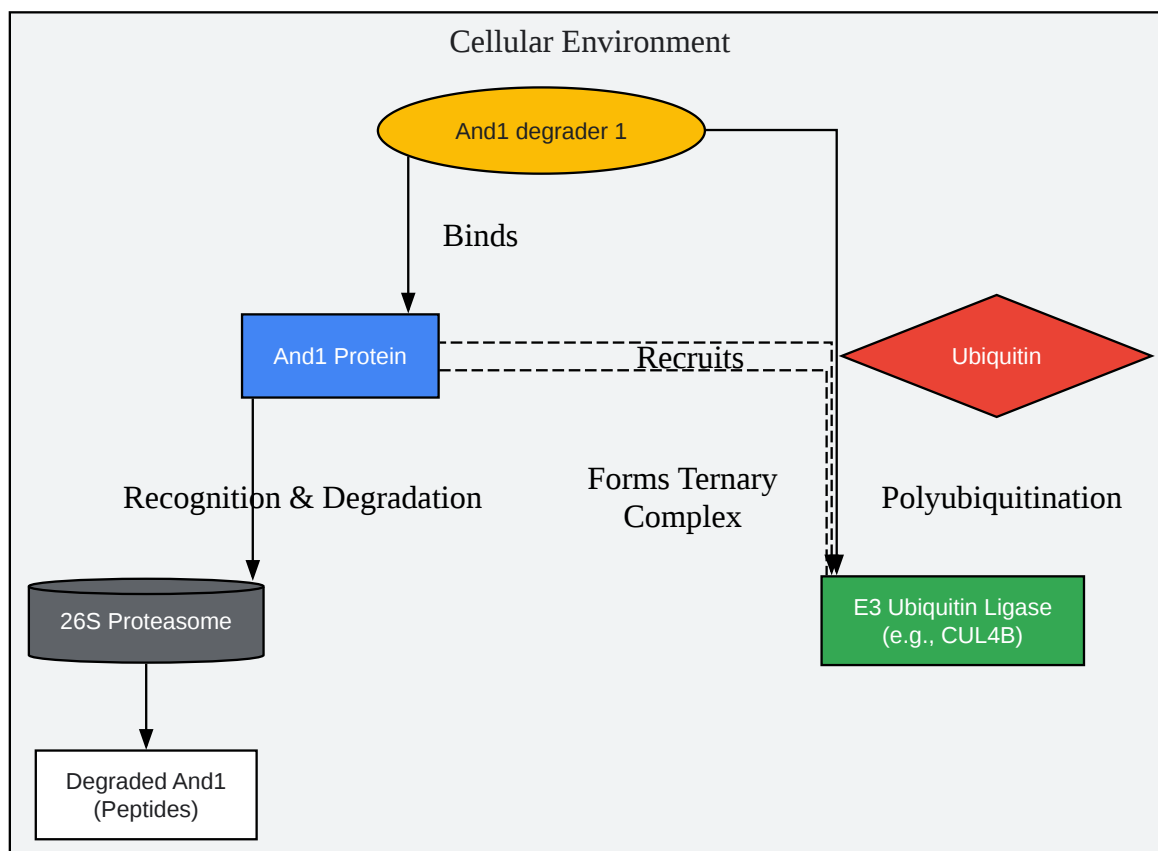 Cellular Environment
And1 degrader 1
Binds
And1 Protein
Recruits
Ubiquitin
Recognition & Degradation
Forms Ternary
Complex
Polyubiquitination
26S Proteasome
E3 Ubiquitin Ligase
(e.g., CUL4B)
Degraded And1
(Peptides)